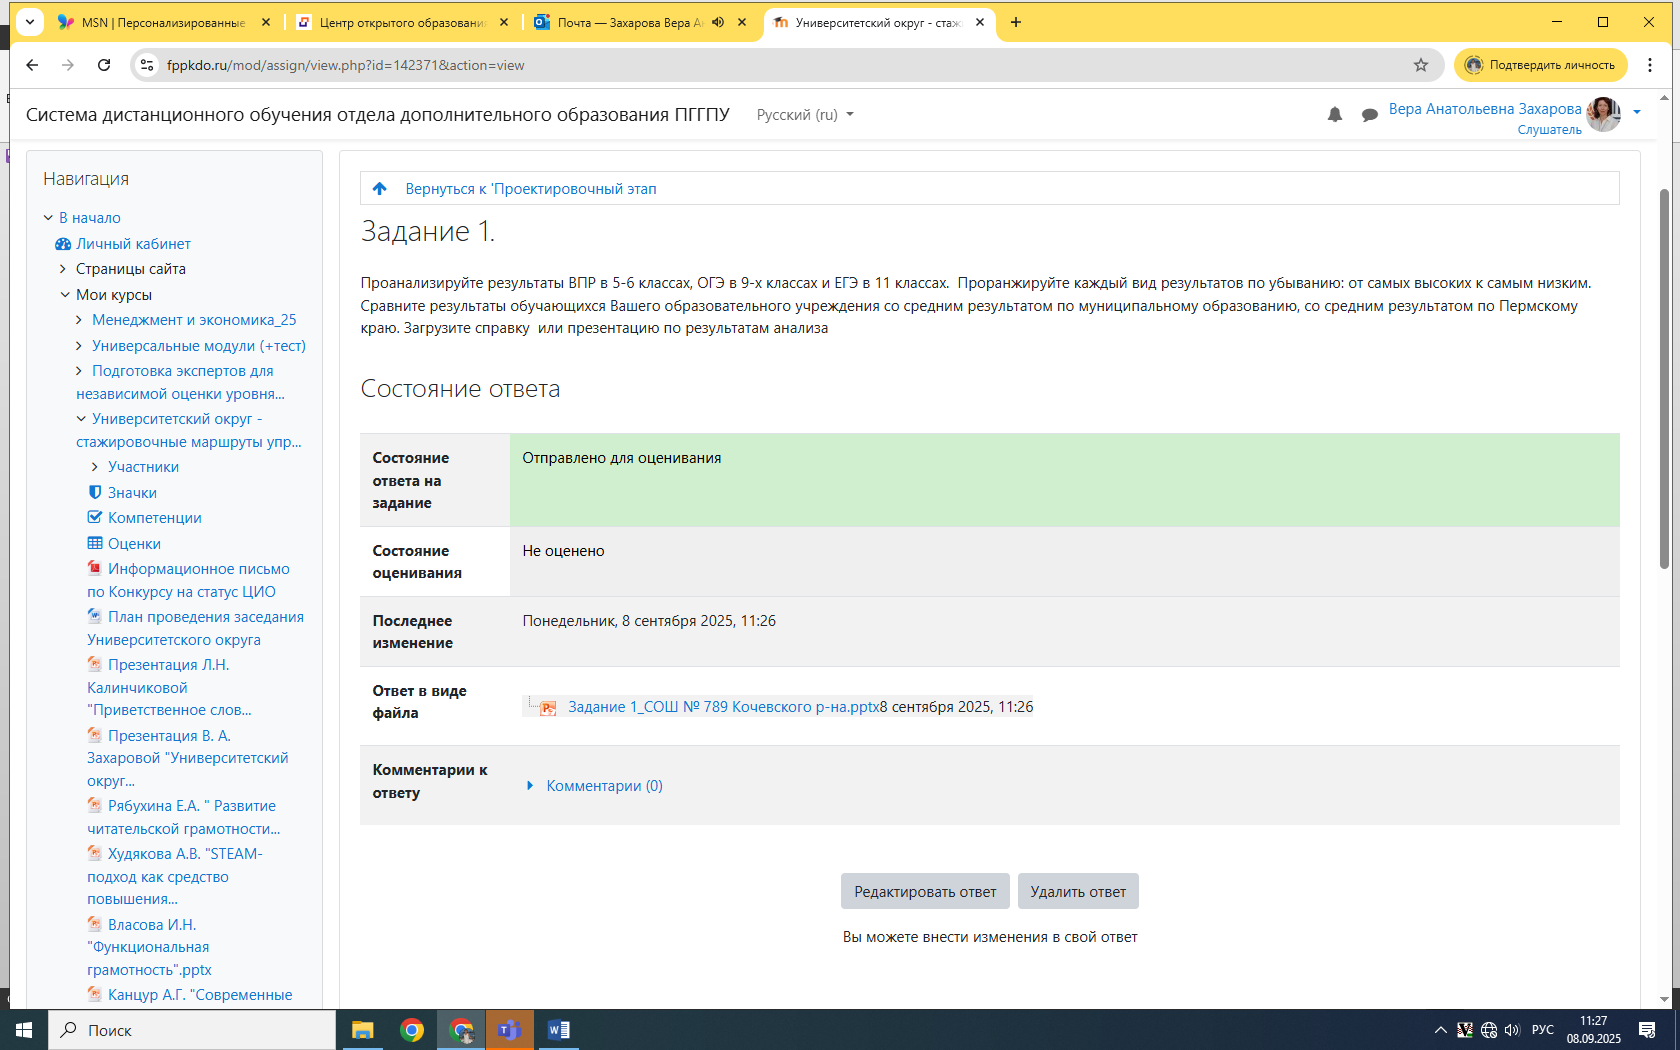 MSN | Персонализированные
Центр открытого образования
Почта — Захарова Вера Ан
Университетский округ - стаж
fppkdo.ru/mod/assign/view.php?id=142371&action=view
Подтвердить личность
Система дистанционного обучения отдела дополнительного образования ПГГПУ
Русский (ru)
Вера Анатольевна Захарова
Слушатель
Навигация
В начало
Личный кабинет
Страницы сайта
Мои курсы
Менеджмент и экономика_25
Универсальные модули (+тест)
Подготовка экспертов для
независимой оценки уровня...
Университетский округ -
стажировочные маршруты упр...
Участники
Значки
Компетенции
Оценки
Информационное письмо
по Конкурсу на статус ЦИО
План проведения заседания
Университетского округа
Презентация Л.Н.
Калинчиковой
"Приветственное слов...
Презентация В. А.
Захаровой "Университетский
округ...
Рябухина Е.А. " Развитие
читательской грамотности...
Худякова А.В. "STEAM-
подход как средство
повышения...
Власова И.Н.
"Функциональная
грамотность".pptx
Канцур А.Г. "Современные
Вернуться к 'Проектировочный этап
Задание 1.
Проанализируйте результаты ВПР в 5-6 классах, ОГЭ в 9-х классах и ЕГЭ в 11 классах.  Проранжируйте каждый вид результатов по убыванию: от самых высоких к самым низким.
Сравните результаты обучающихся Вашего образовательного учреждения со средним результатом по муниципальному образованию, со средним результатом по Пермскому
краю. Загрузите справку  или презентацию по результатам анализа
Состояние ответа
Состояние
ответа на
задание
Отправлено для оценивания
Состояние
оценивания
Не оценено
Последнее
изменение
Понедельник, 8 сентября 2025, 11:26
Ответ в виде
файла
Задание 1_СОШ № 789 Кочевского р-на.pptx8 сентября 2025, 11:26
Комментарии к
ответу
Комментарии (0)
Редактировать ответ
Удалить ответ
Вы можете внести изменения в свой ответ
Поиск
РУС
11:27
08.09.2025